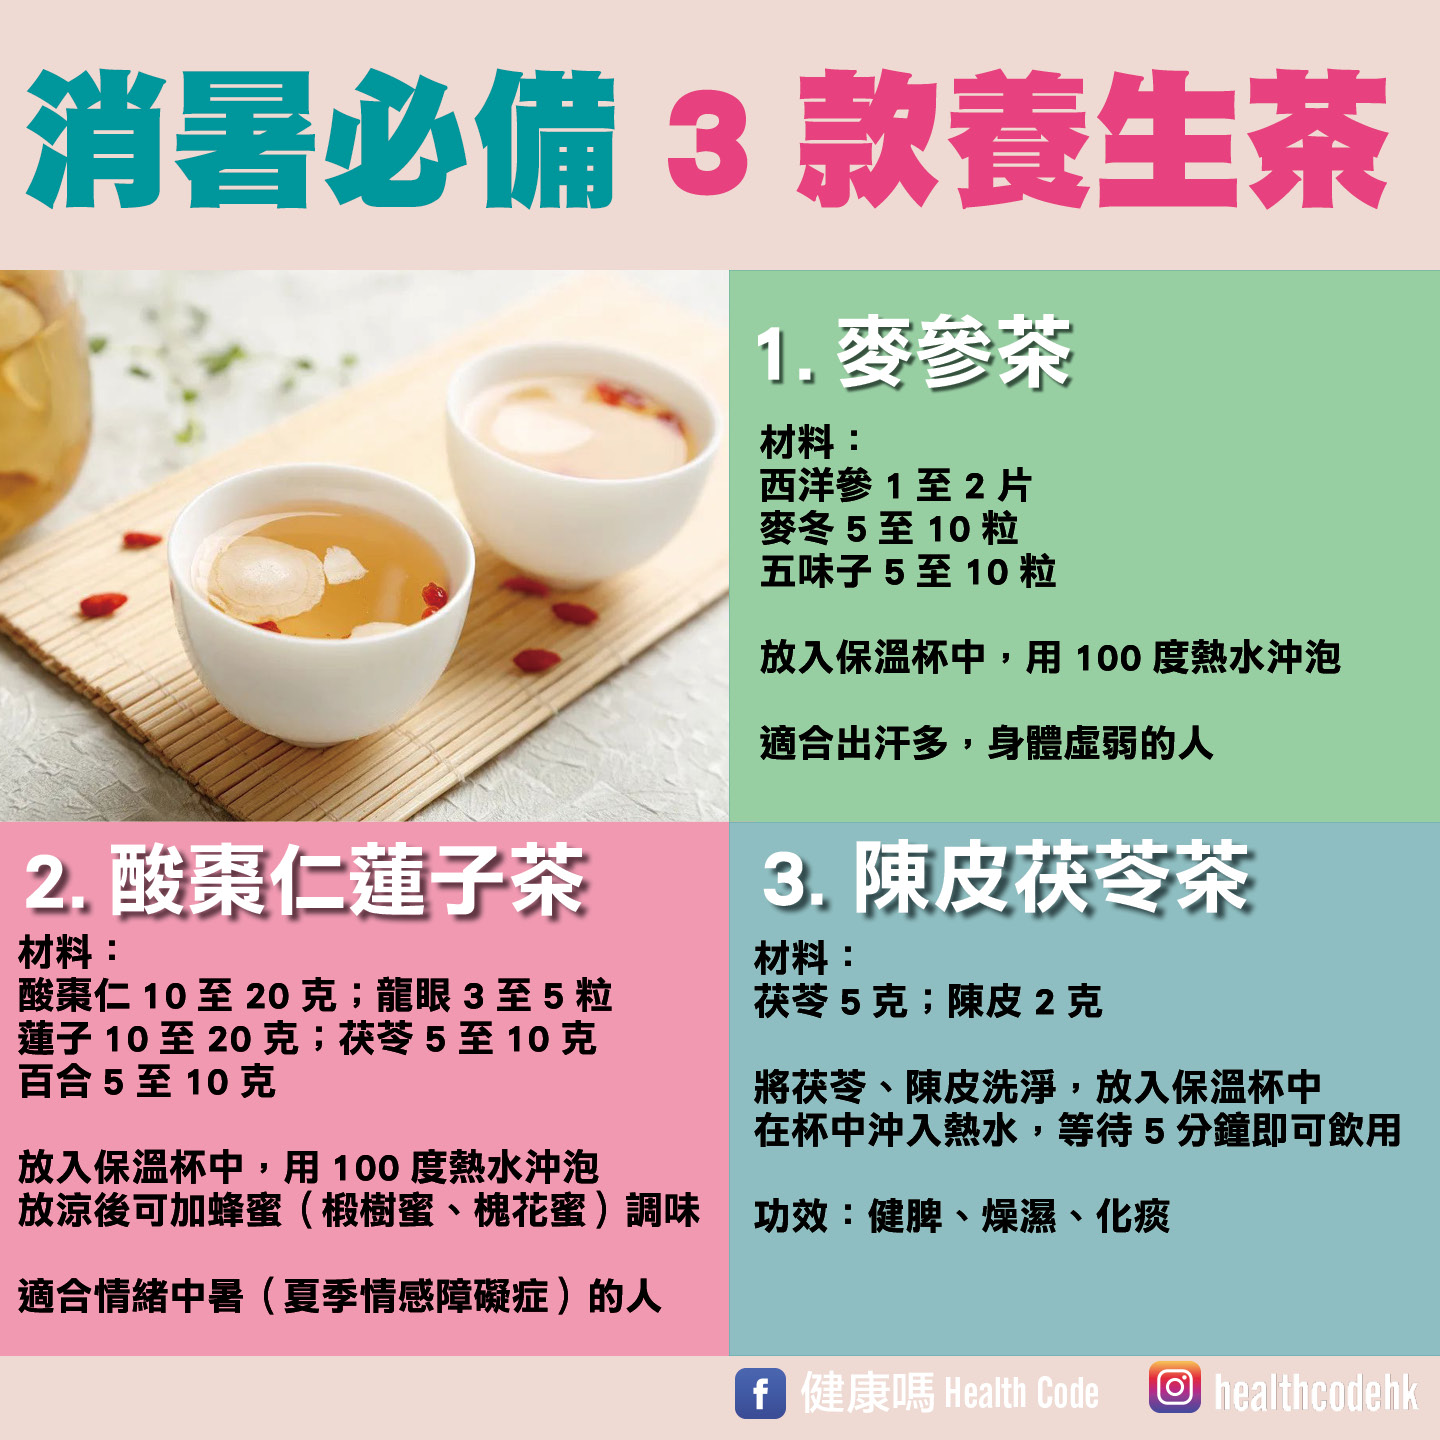 消暑必備 3 款養生茶
1. 麥參茶
材料：
西洋參 1 至 2 片
麥冬 5 至 10 粒
五味子 5 至 10 粒
放入保溫杯中，用 100 度熱水沖泡
適合出汗多，身體虛弱的人
2. 酸棗仁蓮子茶
材料：
酸棗仁 10 至 20 克；龍眼 3 至 5 粒
蓮子 10 至 20 克；茯苓 5 至 10 克
百合 5 至 10 克
放入保溫杯中，用 100 度熱水沖泡
放涼後可加蜂蜜（椴樹蜜、槐花蜜）調味
適合情緒中暑（夏季情感障礙症）的人
3. 陳皮茯苓茶
材料：
茯苓 5 克；陳皮 2 克
將茯苓、陳皮洗淨，放入保溫杯中
在杯中沖入熱水，等待 5 分鐘即可飲用
功效：健脾、燥濕、化痰
f 健康嗎 Health Code
healthcodehk